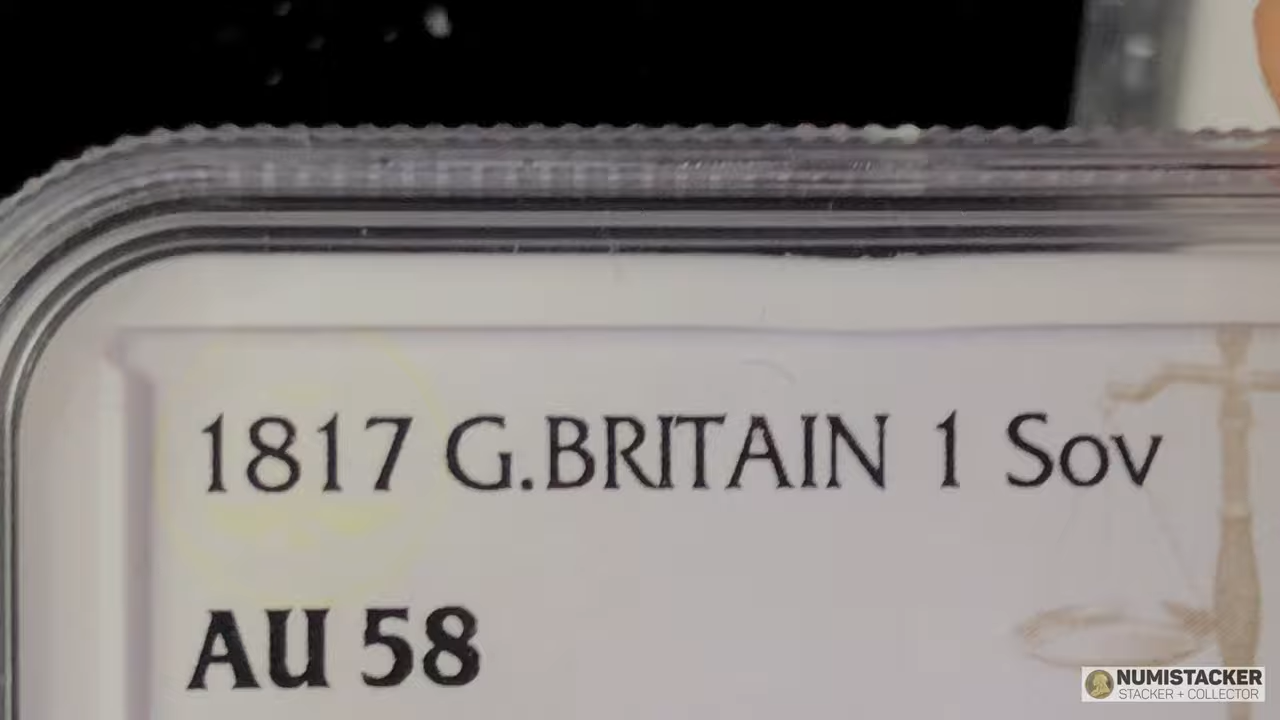 1817 G.BRITAIN 1 Sov
AU 58
NUMISTACKER
STACKER + COLLECTOR